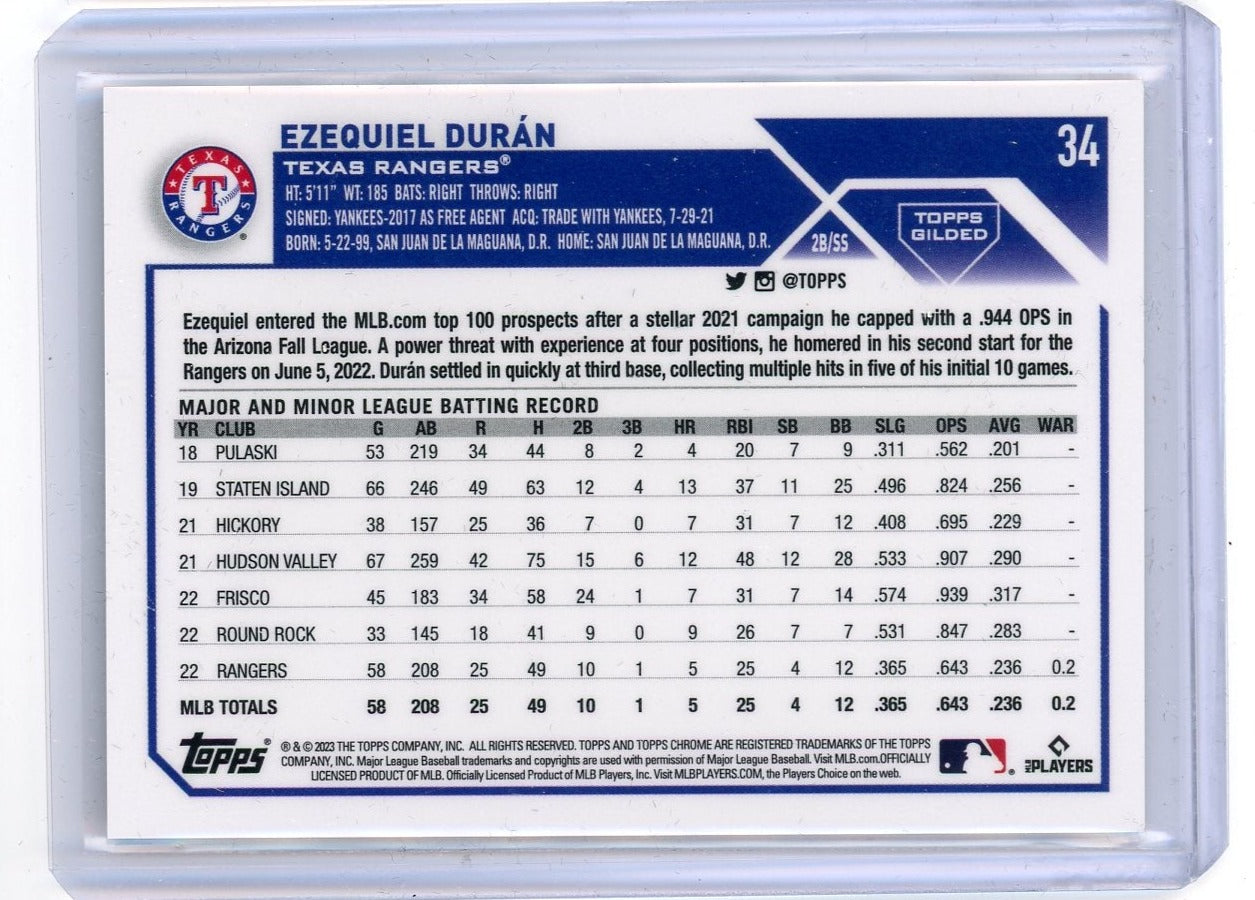 EZEQUIEL DURÁN
34
TEXAS RANGERS®
TEXAS RANGERS T
HT: 5'11" WT: 185 BATS: RIGHT THROWS: RIGHT
SIGNED: YANKEES-2017 AS FREE AGENT ACQ: TRADE WITH YANKEES, 7-29-21
BORN: 5-22-99, SAN JUAN DE LA MAGUANA, D.R. HOME: SAN JUAN DE LA MAGUANA, D.R.
2B/SS
TOPPS
GILDED
@TOPPS
Ezequiel entered the MLB.com top 100 prospects after a stellar 2021 campaign he capped with a .944 OPS in
the Arizona Fall League. A power threat with experience at four positions, he homered in his second start for the
Rangers on June 5, 2022. Durán settled in quickly at third base, collecting multiple hits in five of his initial 10 games.
MAJOR AND MINOR LEAGUE BATTING RECORD
YR CLUB G AB R H 2B 3B HR RBI SB BB SLG OPS AVG WAR
18 PULASKI 53 219 34 44 8 2 4 20 7 9 .311 .562 .201 -
19 STATEN ISLAND 66 246 49 63 12 4 13 37 11 25 .496 .824 .256 -
21 HICKORY 38 157 25 36 7 0 7 31 7 12 .408 .695 .229 -
21 HUDSON VALLEY 67 259 42 75 15 6 12 48 12 28 .533 .907 .290 -
22 FRISCO 45 183 34 58 24 1 7 31 7 14 .574 .939 .317 -
22 ROUND ROCK 33 145 18 41 9 0 9 26 7 7 .531 .847 .283 -
22 RANGERS 58 208 25 49 10 1 5 25 4 12 .365 .643 .236 0.2
MLB TOTALS 58 208 25 49 10 1 5 25 4 12 .365 .643 .236 0.2
Topps®
® & © 2023 THE TOPPS COMPANY, INC. ALL RIGHTS RESERVED. TOPPS AND TOPPS CHROME ARE REGISTERED TRADEMARKS OF THE TOPPS
COMPANY, INC. Major League Baseball trademarks and copyrights are used with permission of Major League Baseball. Visit MLB.com.OFFICIALLY
LICENSED PRODUCT OF MLB. Officially Licensed Product of MLB Players, Inc. Visit MLBPLAYERS.COM, the Players Choice on the web.
MLB PLAYERS